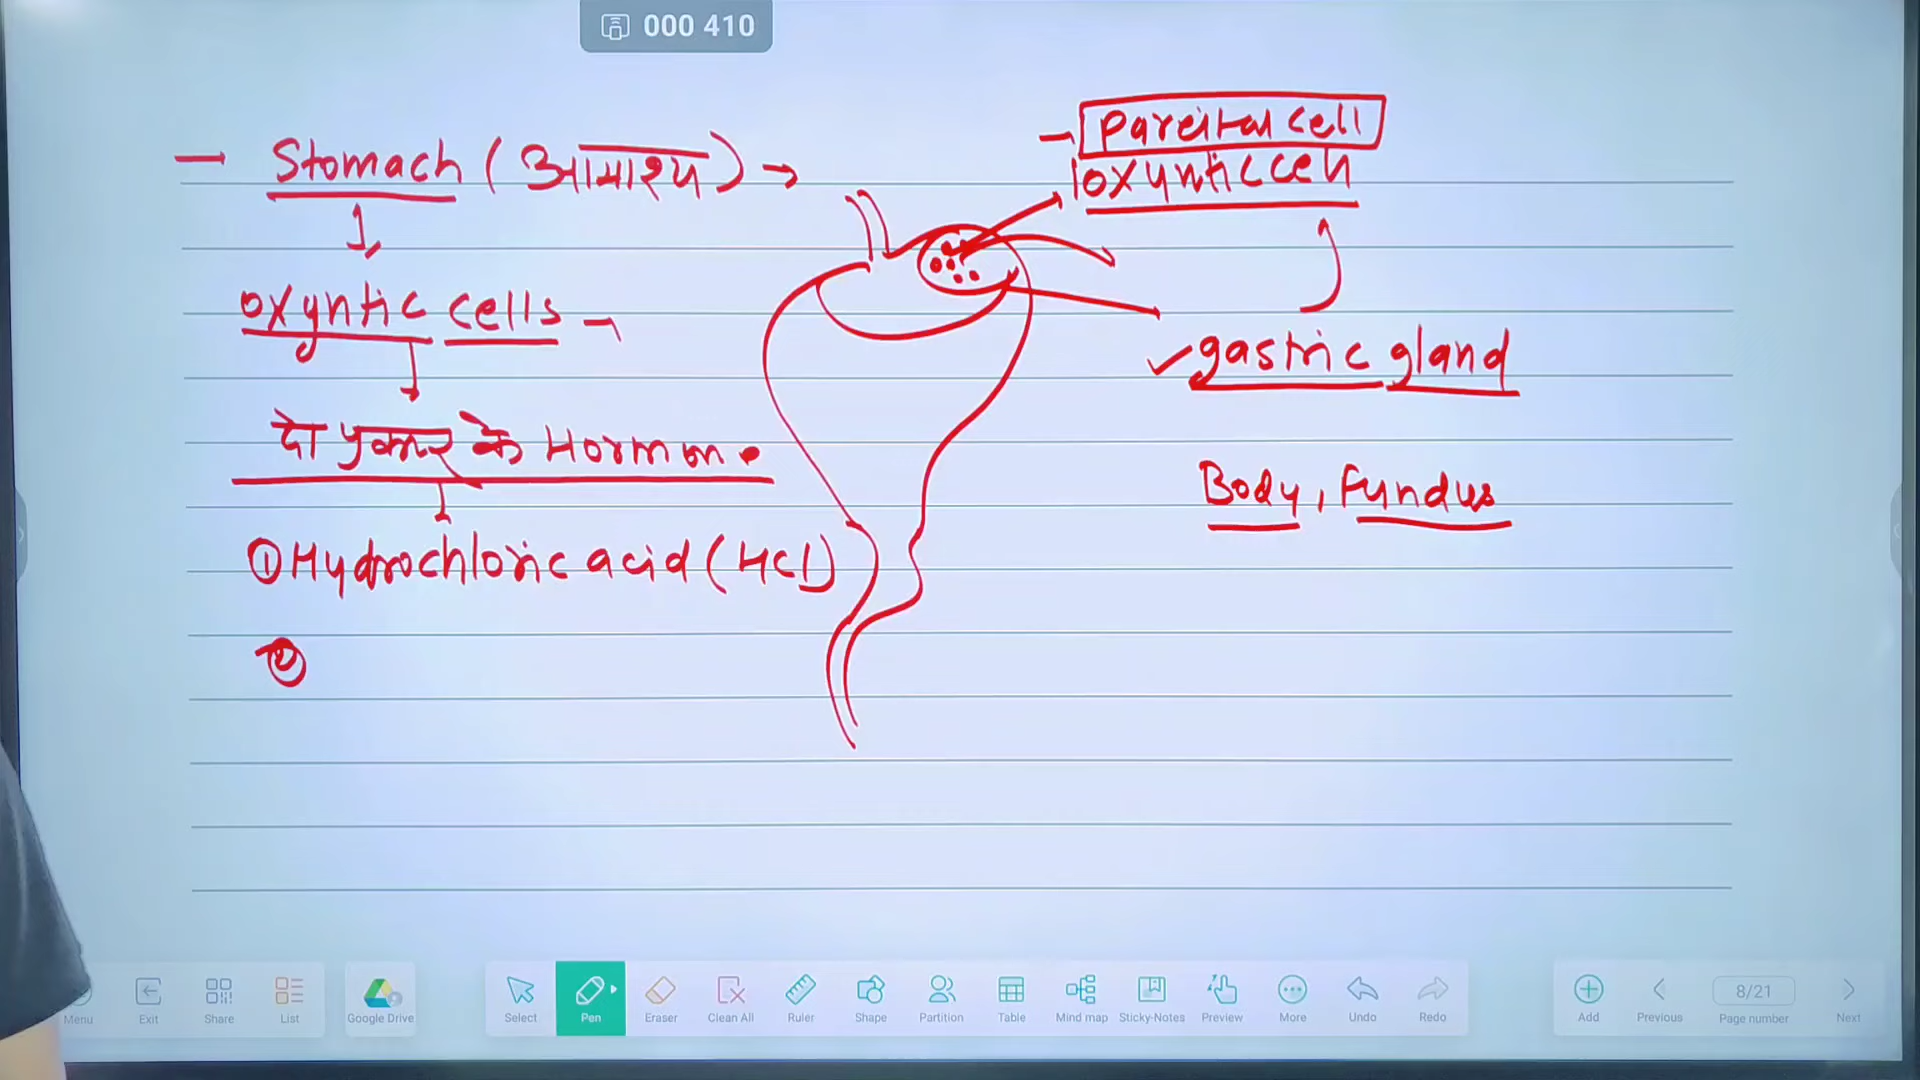 000 410
- Stomach (आमाशय) →
oxyntic cells -
दो प्रकार के Hormon.
① Hydrochloric acid (HCl)
②
- Pareital cell
oxyntic cell
gastric gland
Body, Fundus
Menu Exit Share List Google Drive Select Pen Eraser Clean All Ruler Shape Partition Table Mind map Sticky-Notes Preview More Undo Redo Add Previous 8/21 Page number Next